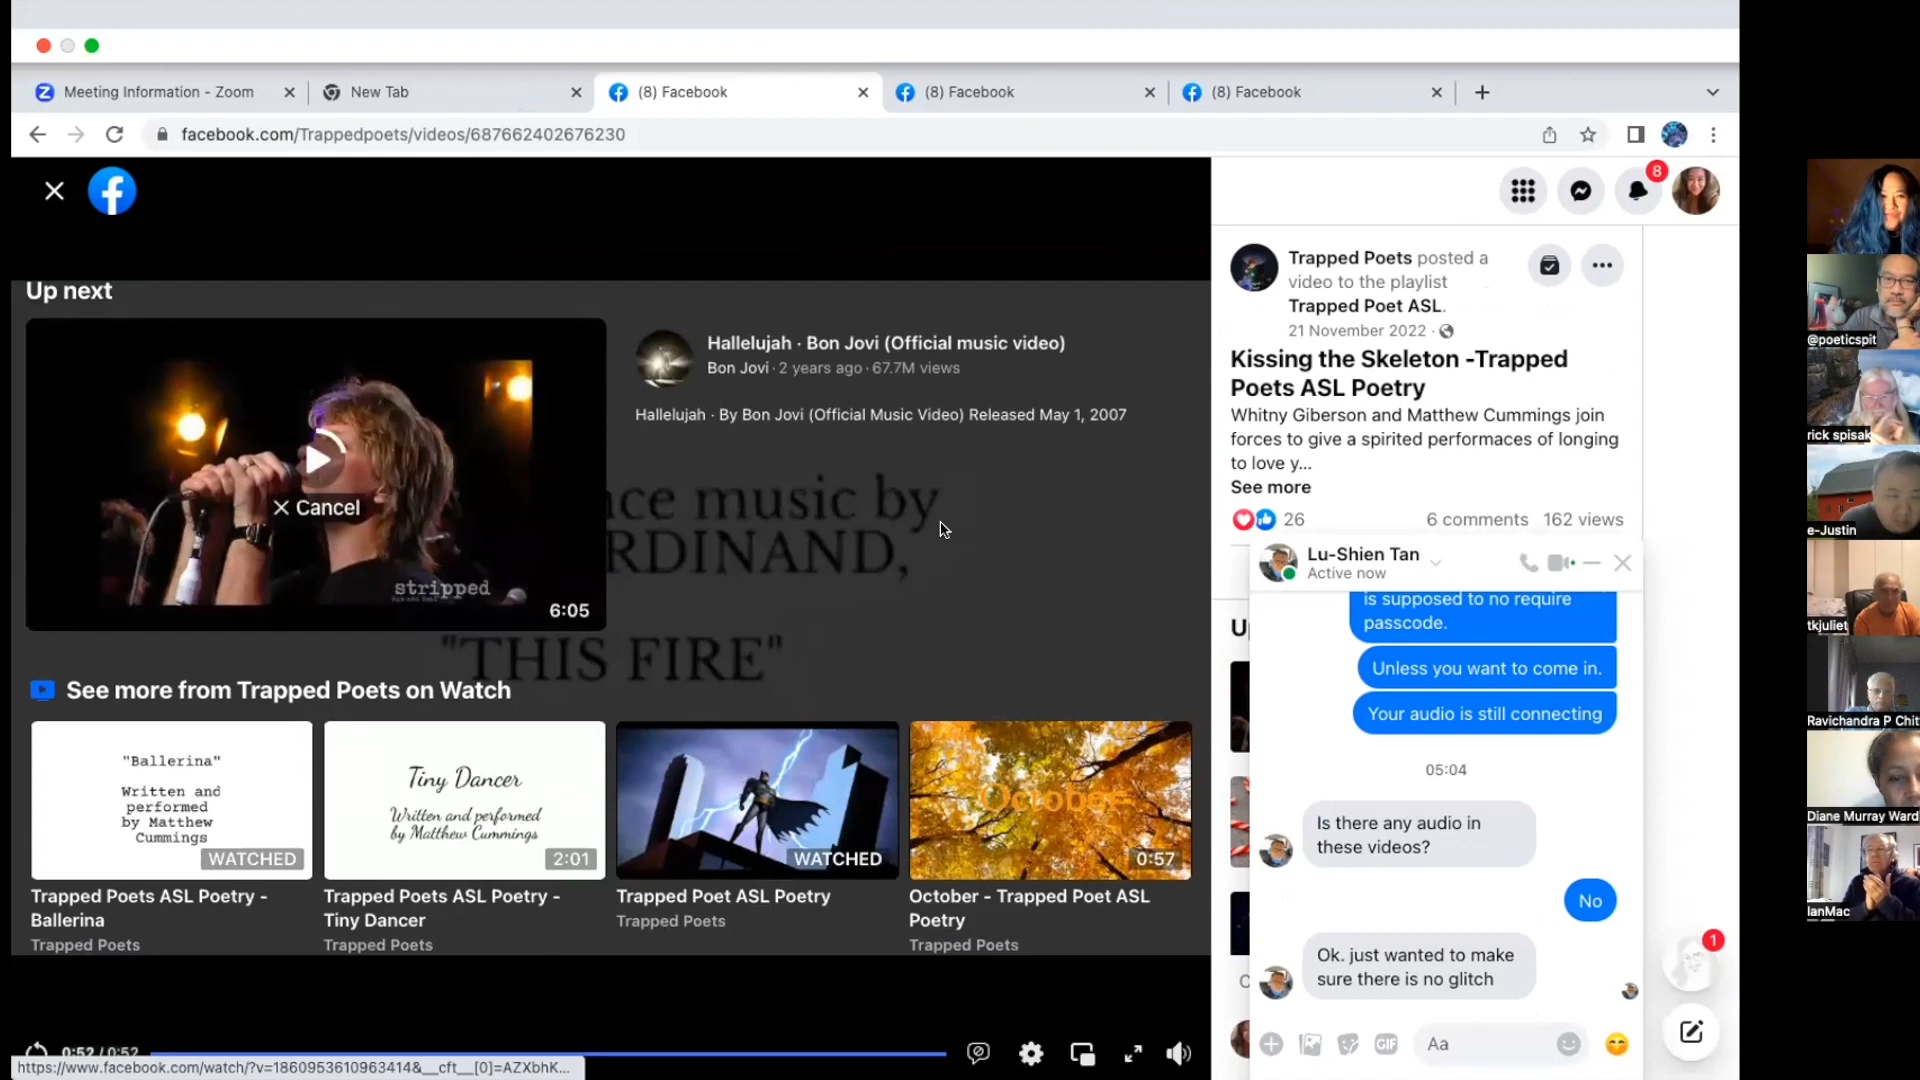 Meeting Information - Zoom
New Tab
(8) Facebook
(8) Facebook
(8) Facebook
facebook.com/Trappedpoets/videos/687662402676230
8
Up next
Hallelujah · Bon Jovi (Official music video)
Bon Jovi · 2 years ago · 67.7M views
Hallelujah · By Bon Jovi (Official Music Video) Released May 1, 2007
Cancel
stripped
6:05
nce music by
RDINAND,
"THIS FIRE"
See more from Trapped Poets on Watch
"Ballerina"
Written and
performed
by Matthew
Cummings
WATCHED
Trapped Poets ASL Poetry -
Ballerina
Trapped Poets
Tiny Dancer
Written and performed
by Matthew Cummings
2:01
Trapped Poets ASL Poetry -
Tiny Dancer
Trapped Poets
WATCHED
Trapped Poet ASL Poetry
Trapped Poets
October
0:57
October - Trapped Poet ASL
Poetry
Trapped Poets
0:52 / 0:52
https://www.facebook.com/watch/?v=1860953610963414&__cft__[0]=AZXbhK...
Trapped Poets posted a
video to the playlist
Trapped Poet ASL.
21 November 2022 ·
Kissing the Skeleton -Trapped
Poets ASL Poetry
Whitny Giberson and Matthew Cummings join
forces to give a spirited performaces of longing
to love y...
See more
26
6 comments 162 views
U
Lu-Shien Tan
Active now
is supposed to no require
passcode.
Unless you want to come in.
Your audio is still connecting
05:04
Is there any audio in
these videos?
No
Ok. just wanted to make
sure there is no glitch
GIF
Aa
1
@poeticspit
rick spisak
e-Justin
tkjuliet
Ravichandra P Chit
Diane Murray Ward
IanMac